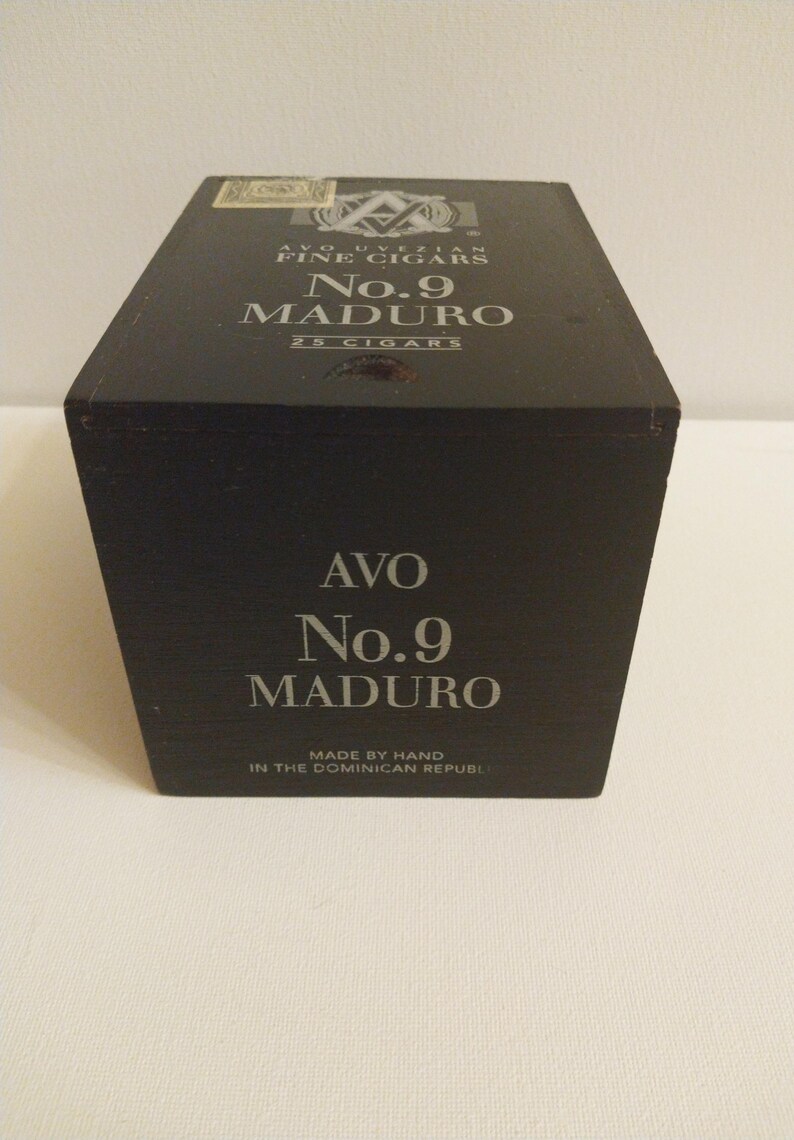 ®
AVO UVEZIAN
FINE CIGARS
No.9
MADURO
25 CIGARS
AVO
No.9
MADURO
MADE BY HAND
IN THE DOMINICAN